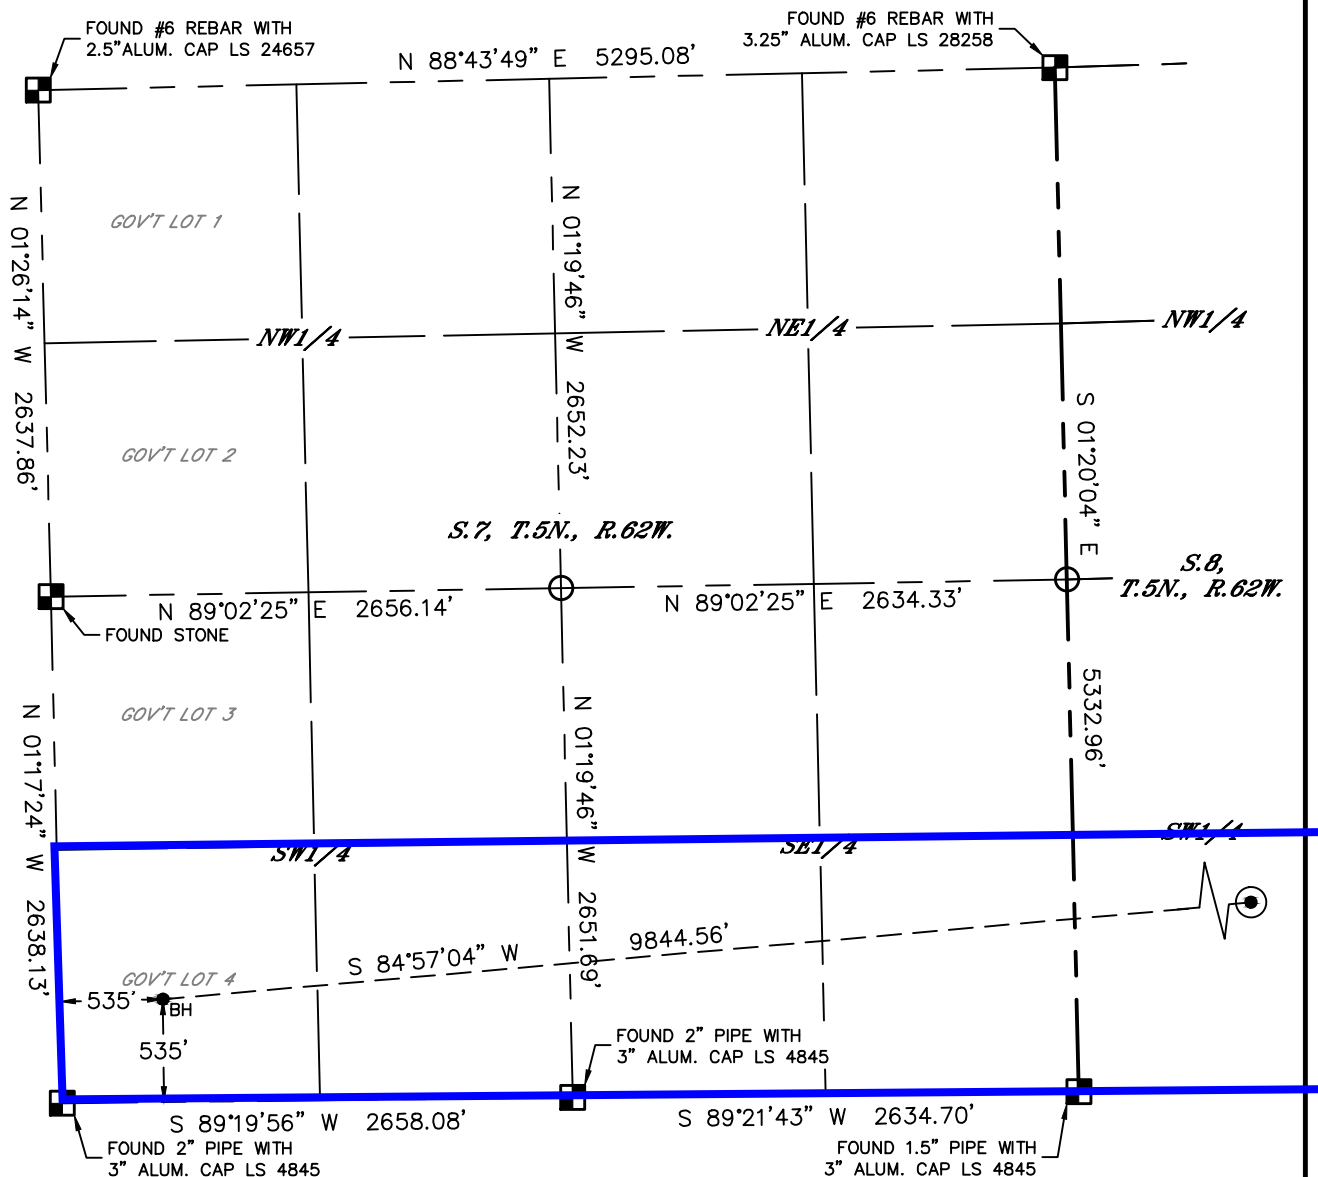 FOUND #6 REBAR WITH
2.5" ALUM. CAP LS 24657
FOUND #6 REBAR WITH
3.25" ALUM. CAP LS 28258
N 88°43'49" E 5295.08'
GOV'T LOT 1
N 01°26'14" W 2637.86'
N 01°19'46" W 2652.23'
NW1/4
NE1/4
NW1/4
S 01°20'04" E
5332.96'
GOV'T LOT 2
S.7, T.5N., R.62W.
S.8,
T.5N., R.62W.
N 89°02'25" E 2656.14'
N 89°02'25" E 2634.33'
FOUND STONE
GOV'T LOT 3
N 01°17'24" W 2638.13'
N 01°19'46" W 2651.69'
SW1/4
SE1/4
SW1/4
S 84°57'04" W 9844.56'
GOV'T LOT 4
535'
BH
535'
FOUND 2" PIPE WITH
3" ALUM. CAP LS 4845
S 89°19'56" W 2658.08'
S 89°21'43" W 2634.70'
FOUND 2" PIPE WITH
3" ALUM. CAP LS 4845
FOUND 1.5" PIPE WITH
3" ALUM. CAP LS 4845